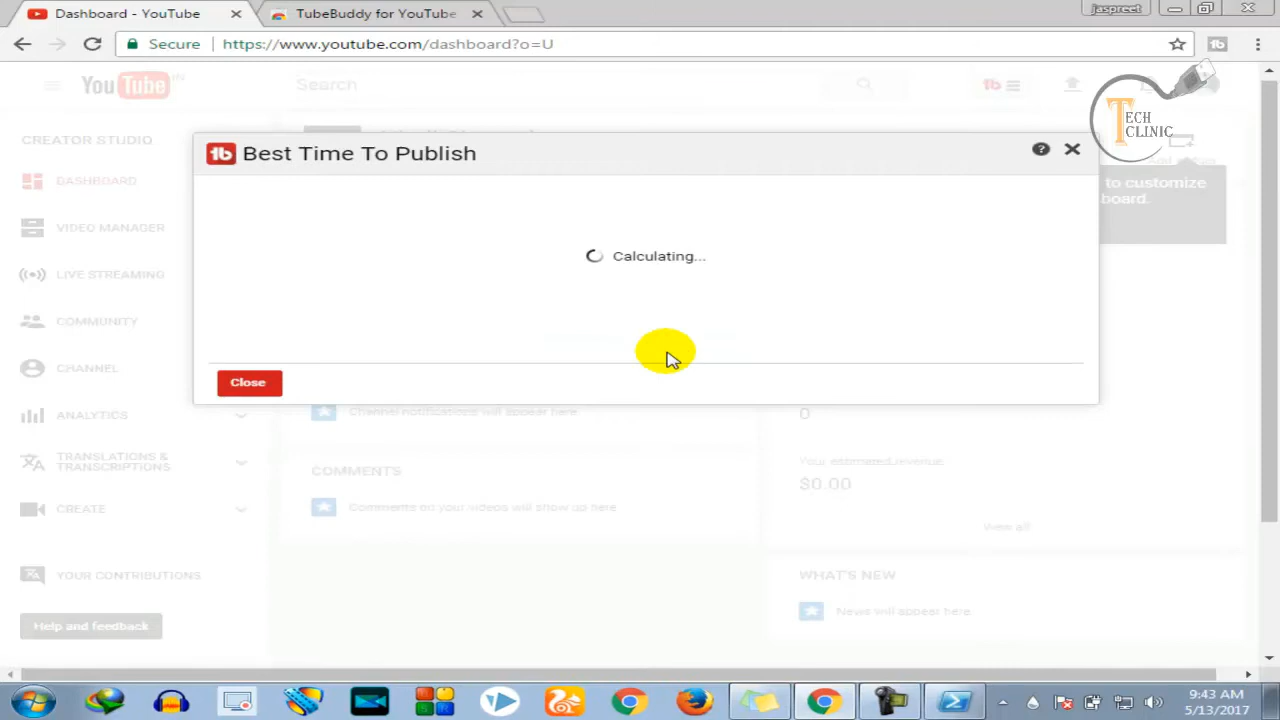 Dashboard - YouTube
TubeBuddy for YouTube
jaspreet
Secure
https://www.youtube.com/dashboard?o=U
YouTube IN
Search
TECH CLINIC
CREATOR STUDIO
Best Time To Publish
DASHBOARD
to customize
board.
VIDEO MANAGER
Calculating...
LIVE STREAMING
COMMUNITY
CHANNEL
Close
ANALYTICS
Channel notifications will appear here
0
TRANSLATIONS &
TRANSCRIPTIONS
COMMENTS
Your estimated revenue
$0.00
CREATE
Comments on your videos will show up here
View all
YOUR CONTRIBUTIONS
WHAT'S NEW
News will appear here.
Help and feedback
9:43 AM
5/13/2017